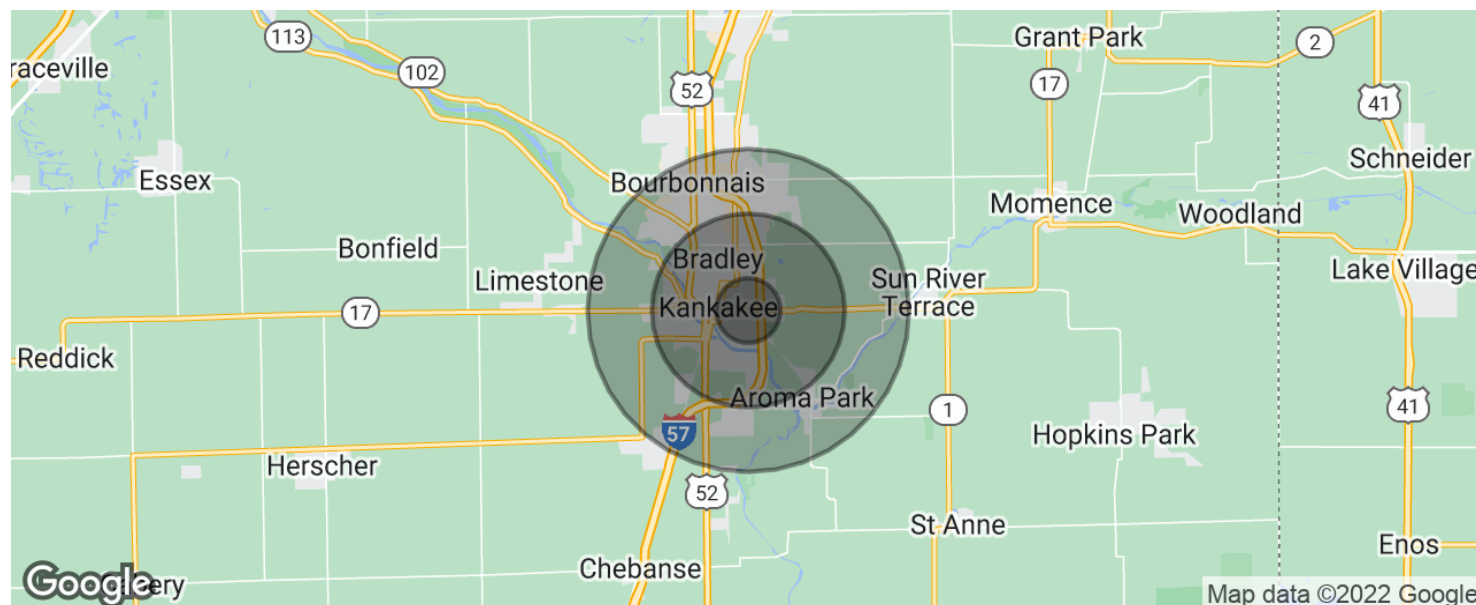 113
Grant Park
2
raceville
102
52
17
41
Schneider
Essex
Bourbonnais
Momence
Woodland
Bonfield
Bradley
Limestone
Sun River
Terrace
Lake Village
17
Kankakee
Reddick
Aroma Park
1
41
57
Hopkins Park
Herscher
52
St Anne
Enos
Chebanse
Google
Map data ©2022 Google